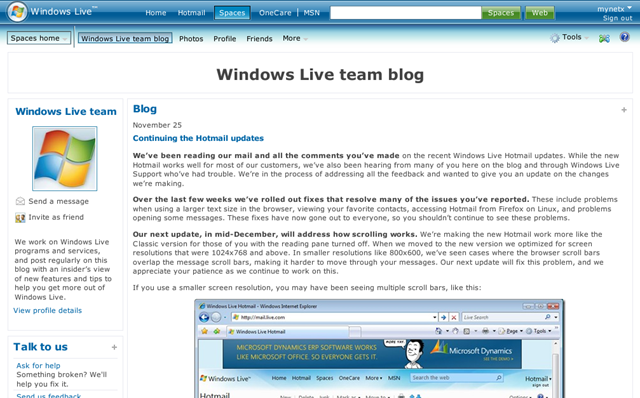 Windows Live™ Home Hotmail Spaces OneCare | MSN Spaces Web mynetx
Sign out
Spaces home Windows Live team blog Photos Profile Friends More Tools
Windows Live team blog
Windows Live team
Send a message
Invite as friend
We work on Windows Live
programs and services,
and post regularly on this
blog with an insider's view
of new features and tips to
help you get more out of
Windows Live.
View profile details
Talk to us
Ask for help
Something broken? We'll
help you fix it.
Send us feedback
Blog
November 25
Continuing the Hotmail updates
We've been reading our mail and all the comments you've made on the recent Windows Live Hotmail updates. While the new
Hotmail works well for most of our customers, we've also been hearing from many of you here on the blog and through Windows Live
Support who've had trouble. We're in the process of addressing all the feedback and wanted to give you an update on the changes
we're making.
Over the last few weeks we've rolled out fixes that resolve many of the issues you've reported. These include problems
when using a larger text size in the browser, viewing your favorite contacts, accessing Hotmail from Firefox on Linux, and problems
opening some messages. These fixes have now gone out to everyone, so you shouldn't continue to see these problems.
Our next update, in mid-December, will address how scrolling works. We're making the new Hotmail work more like the
Classic version for those of you with the reading pane turned off. When we moved to the new version we optimized for screen
resolutions that were 1024x768 and above. In smaller resolutions like 800x600, we've seen cases where the browser scroll bars
overlap the message scroll bars, making it harder to move through your messages. Our next update will fix this problem, and we
appreciate your patience as we continue to work on this.
If you use a smaller screen resolution, you may have been seeing multiple scroll bars, like this:
Windows Live Hotmail - Windows Internet Explorer
http://mail.live.com Live Search
Windows Live Hotmail Page Tools
MICROSOFT DYNAMICS ERP SOFTWARE
WORKS LIKE MICROSOFT OFFICE. SO EVERYONE GETS IT.
Microsoft Dynamics
Windows Live™ Home Hotmail Spaces OneCare More MSN Search the web Hotmail
sign out
Hotmail New Delete Junk Mark as Move to Options